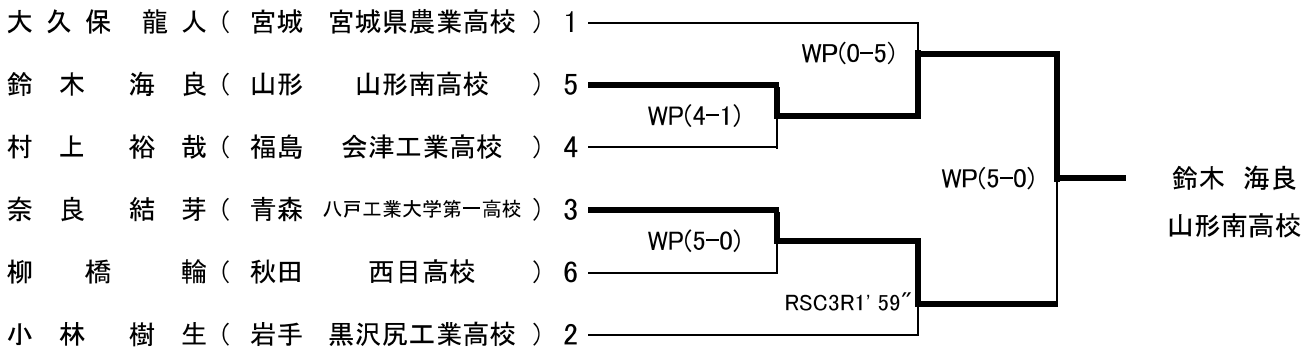 大久保 龍人（ 宮城 宮城県農業高校 ）1
WP(0-5)
鈴木 海良（ 山形 山形南高校 ）5
WP(4-1)
村上 裕哉（ 福島 会津工業高校 ）4
WP(5-0)
鈴木 海良
山形南高校
奈良 結芽（ 青森 八戸工業大学第一高校 ）3
WP(5-0)
柳橋 輪（ 秋田 西目高校 ）6
RSC3R1'59"
小林 樹生（ 岩手 黒沢尻工業高校 ）2